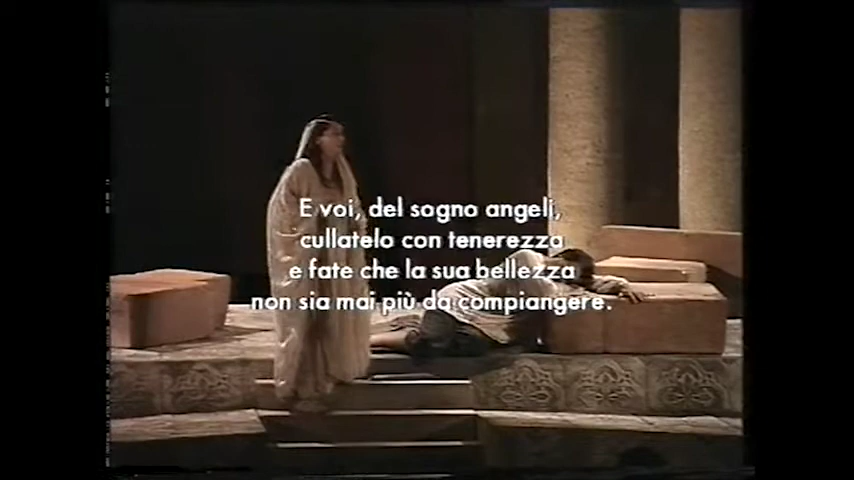 E voi, del sogno angeli,
cullatelo con tenerezza
e fate che la sua bellezza
non sia mai più da compiangere.